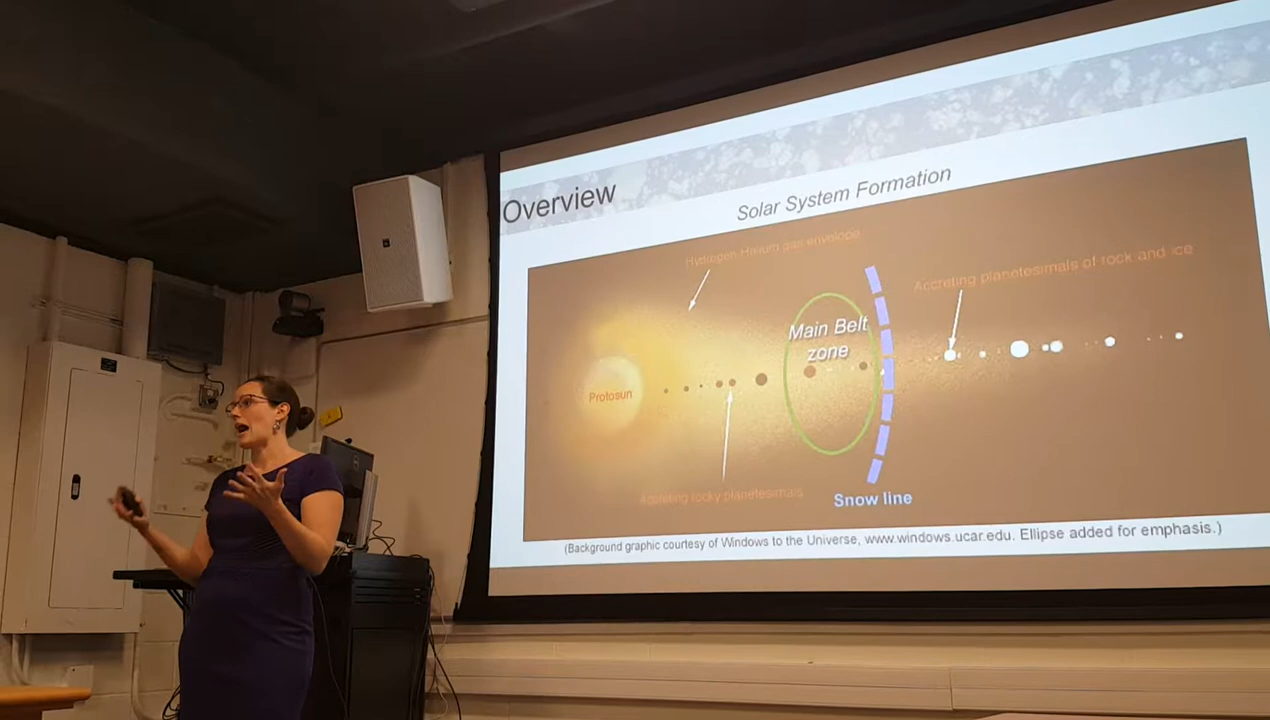 Overview
Solar System Formation
Hydrogen Helium gas envelope
Accreting planetesimals of rock and ice
Main Belt
zone
Protosun
Accreting rocky planetesimals
Snow line
(Background graphic courtesy of Windows to the Universe, www.windows.ucar.edu. Ellipse added for emphasis.)